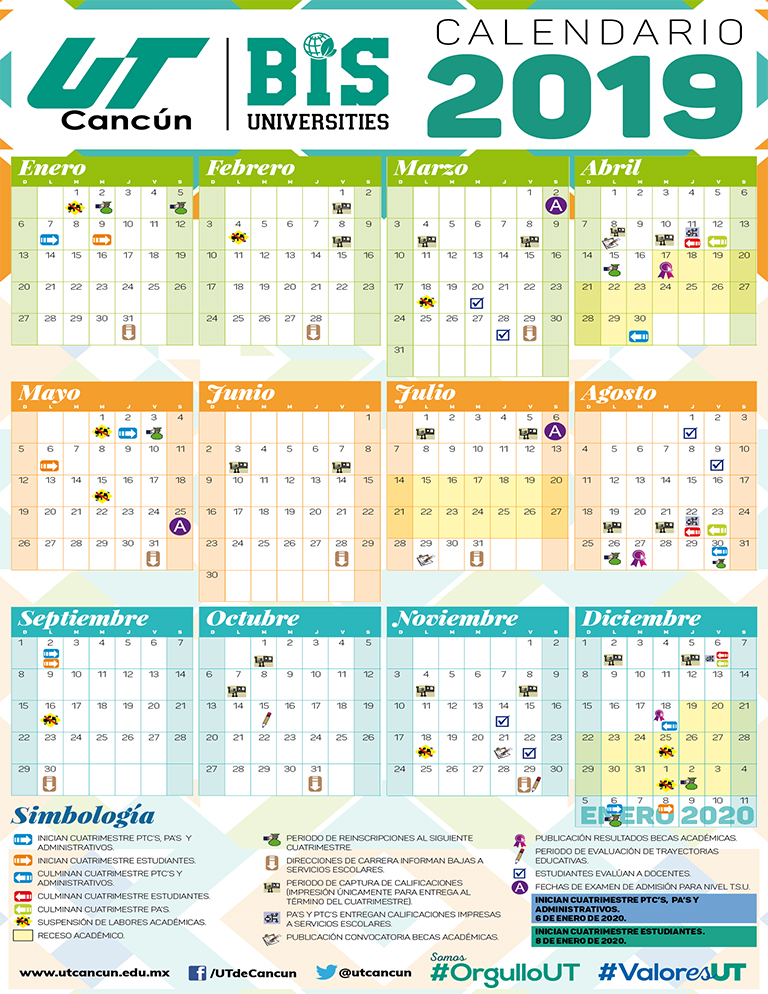 UT
Cancún
BIS
UNIVERSITIES
CALENDARIO
2019
Enero
D L M M J V S
1 2 3 4 5
6 7 8 9 10 11 12
13 14 15 16 17 18 19
20 21 22 23 24 25 26
27 28 29 30 31
Febrero
D L M M J V S
1 2
3 4 5 6 7 8 9
10 11 12 13 14 15 16
17 18 19 20 21 22 23
24 25 26 27 28
Marzo
D L M M J V S
1 2
A
3 4 5 6 7 8 9
10 11 12 13 14 15 16
17 18 19 20 21 22 23
24 25 26 27 28 29 30
31
Abril
D L M M J V S
1 2 3 4 5 6
7 8 9 10 11 12 13
14 15 16 17 18 19 20
21 22 23 24 25 26 27
28 29 30
Mayo
D L M M J V S
1 2 3 4
5 6 7 8 9 10 11
12 13 14 15 16 17 18
19 20 21 22 23 24 25
A
26 27 28 29 30 31
Junio
D L M M J V S
1
2 3 4 5 6 7 8
9 10 11 12 13 14 15
16 17 18 19 20 21 22
23 24 25 26 27 28 29
30
Julio
D L M M J V S
1 2 3 4 5 6
A
7 8 9 10 11 12 13
14 15 16 17 18 19 20
21 22 23 24 25 26 27
28 29 30 31
Agosto
D L M M J V S
1 2 3
4 5 6 7 8 9 10
11 12 13 14 15 16 17
18 19 20 21 22 23 24
25 26 27 28 29 30 31
Septiembre
D L M M J V S
1 2 3 4 5 6 7
8 9 10 11 12 13 14
15 16 17 18 19 20 21
22 23 24 25 26 27 28
29 30
Octubre
D L M M J V S
1 2 3 4 5
6 7 8 9 10 11 12
13 14 15 16 17 18 19
20 21 22 23 24 25 26
27 28 29 30 31
Noviembre
D L M M J V S
1 2
3 4 5 6 7 8 9
10 11 12 13 14 15 16
17 18 19 20 21 22 23
24 25 26 27 28 29 30
Diciembre
D L M M J V S
1 2 3 4 5 6 7
8 9 10 11 12 13 14
15 16 17 18 19 20 21
22 23 24 25 26 27 28
29 30 31 1 2 3 4
5 6 7 8 9 10 11
ENERO 2020
Simbología
INICIAN CUATRIMESTRE PTC'S, PA'S Y
ADMINISTRATIVOS.
INICIAN CUATRIMESTRE ESTUDIANTES.
CULMINAN CUATRIMESTRE PTC'S Y
ADMINISTRATIVOS.
CULMINAN CUATRIMESTRE ESTUDIANTES.
CULMINAN CUATRIMESTRE PA'S.
SUSPENSIÓN DE LABORES ACADÉMICAS.
RECESO ACADÉMICO.
PERIODO DE REINSCRIPCIONES AL SIGUIENTE
CUATRIMESTRE.
DIRECCIONES DE CARRERA INFORMAN BAJAS A
SERVICIOS ESCOLARES.
PERIODO DE CAPTURA DE CALIFICACIONES
(IMPRESIÓN ÚNICAMENTE PARA ENTREGA AL
TÉRMINO DEL CUATRIMESTRE).
PA'S Y PTC'S ENTREGAN CALIFICACIONES IMPRESAS
A SERVICIOS ESCOLARES.
PUBLICACIÓN CONVOCATORIA BECAS ACADÉMICAS.
PUBLICACIÓN RESULTADOS BECAS ACADÉMICAS.
PERIODO DE EVALUACIÓN DE TRAYECTORIAS
EDUCATIVAS.
ESTUDIANTES EVALÚAN A DOCENTES.
A FECHAS DE EXAMEN DE ADMISIÓN PARA NIVEL T.S.U.
INICIAN CUATRIMESTRE PTC'S, PA'S Y
ADMINISTRATIVOS.
6 DE ENERO DE 2020.
INICIAN CUATRIMESTRE ESTUDIANTES.
8 DE ENERO DE 2020.
www.utcancun.edu.mx
f /UTdeCancun
@utcancun
Somos
#OrgulloUT
#ValoresUT